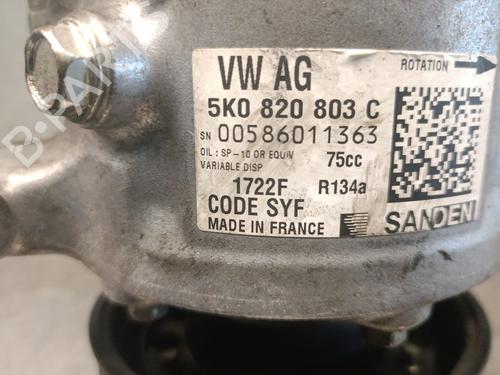 VW AG
ROTATION
5K0 820 803 C
SN 00586011363
OIL : SP-10 OR EQUIV 75cc
VARIABLE DISP
1722F R134a
CODE SYF
SANDEN
MADE IN FRANCE
B-PARTS